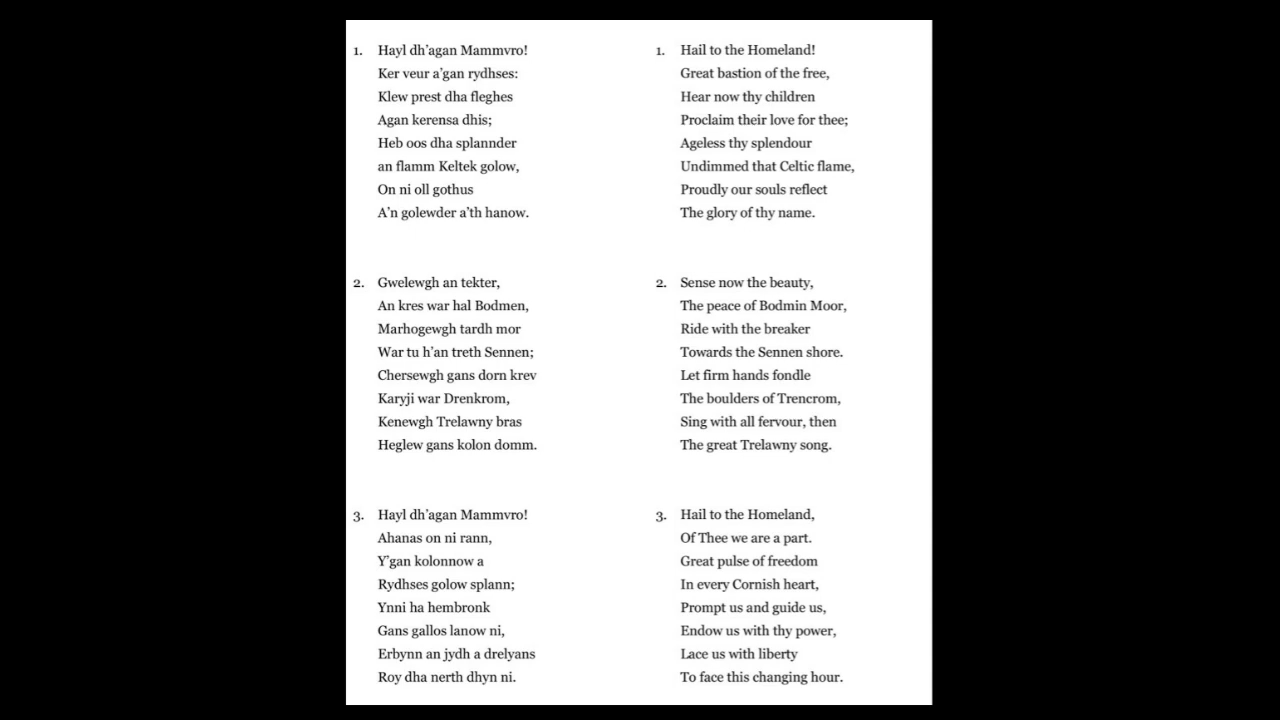 1. Hayl dh’agan Mammvro!
Ker veur a’gan rydhses:
Klew prest dha fleghes
Agan kerensa dhis;
Heb oos dha splannder
an flamm Keltek golow,
On ni oll gothus
A’n golewder a’th hanow.
2. Gwelewgh an tekter,
An kres war hal Bodmen,
Marhogewgh tardh mor
War tu h’an treth Sennen;
Chersewgh gans dorn krev
Karyji war Drenkrom,
Kenewgh Trelawny bras
Heglew gans kolon domm.
3. Hayl dh’agan Mammvro!
Ahanas on ni rann,
Y’gan kolonnow a
Rydhses golow splann;
Ynni ha hembronk
Gans gallos lanow ni,
Erbynn an jydh a drelyans
Roy dha nerth dhyn ni.
1. Hail to the Homeland!
Great bastion of the free,
Hear now thy children
Proclaim their love for thee;
Ageless thy splendour
Undimmed that Celtic flame,
Proudly our souls reflect
The glory of thy name.
2. Sense now the beauty,
The peace of Bodmin Moor,
Ride with the breaker
Towards the Sennen shore.
Let firm hands fondle
The boulders of Trencrom,
Sing with all fervour, then
The great Trelawny song.
3. Hail to the Homeland,
Of Thee we are a part.
Great pulse of freedom
In every Cornish heart,
Prompt us and guide us,
Endow us with thy power,
Lace us with liberty
To face this changing hour.